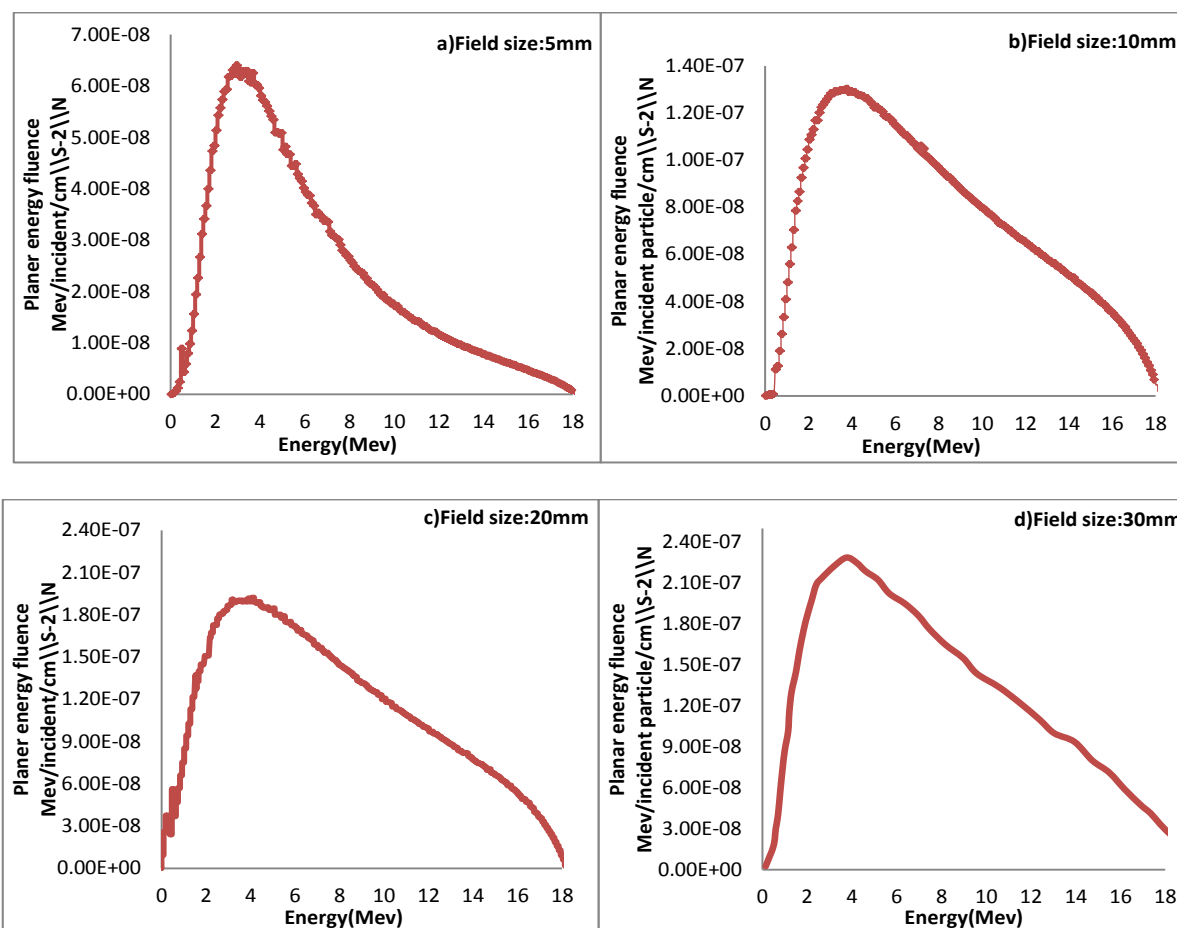 a)Field size:5mm
Planer energy fluence
Mev/incident/cm\\S-2\\N
7.00E-08
6.00E-08
5.00E-08
4.00E-08
3.00E-08
2.00E-08
1.00E-08
0.00E+00
0 2 4 6 8 10 12 14 16 18
Energy(Mev)
b)Field size:10mm
Planar energy fluence
Mev/incident particle/cm\\S-2\\N
1.40E-07
1.20E-07
1.00E-07
8.00E-08
6.00E-08
4.00E-08
2.00E-08
0.00E+00
0 2 4 6 8 10 12 14 16 18
Energy(Mev)
c)Field size:20mm
Planer energy fluence
Mev/incident/cm\\S-2\\N
2.40E-07
2.10E-07
1.80E-07
1.50E-07
1.20E-07
9.00E-08
6.00E-08
3.00E-08
0.00E+00
0 2 4 6 8 10 12 14 16 18
Energy(Mev)
d)Field size:30mm
Planar energy fluence
Mev/incident particle/cm\\S-2\\N
2.40E-07
2.10E-07
1.80E-07
1.50E-07
1.20E-07
9.00E-08
6.00E-08
3.00E-08
0.00E+00
0 2 4 6 8 10 12 14 16 18
Energy(Mev)